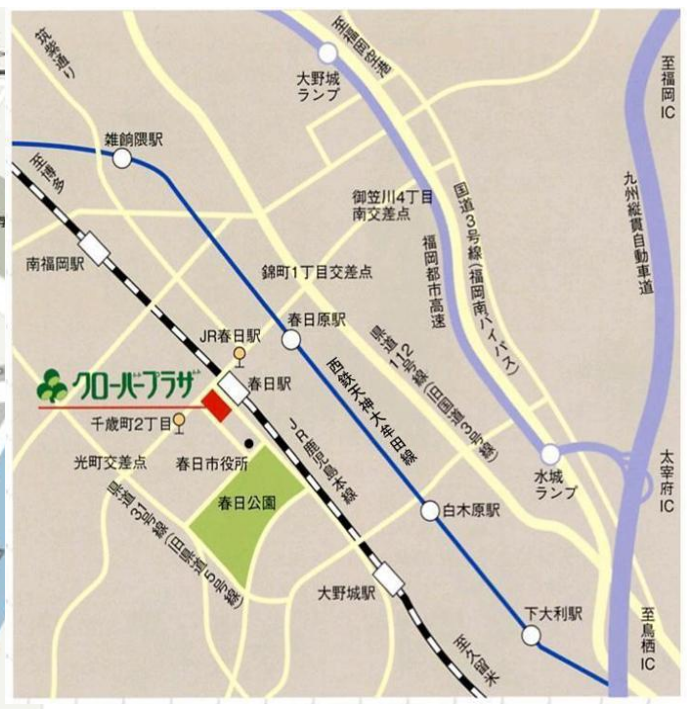 筑紫通り
至福岡空港
大野城
ランプ
至福岡IC
雑餉隈駅
至博多
御笠川4丁目
南交差点
国道3号線(福岡南バイパス)
九州縦貫自動車道
福岡都市高速
南福岡駅
錦町1丁目交差点
JR春日駅
春日原駅
県道112号線(旧国道3号線)
クローバープラザ
春日駅
西鉄天神大牟田線
千歳町2丁目
JR鹿児島本線
光町交差点
春日市役所
水城
ランプ
太宰府IC
県道31号線(旧県道5号線)
春日公園
白木原駅
大野城駅
下大利駅
至久留米
至鳥栖IC